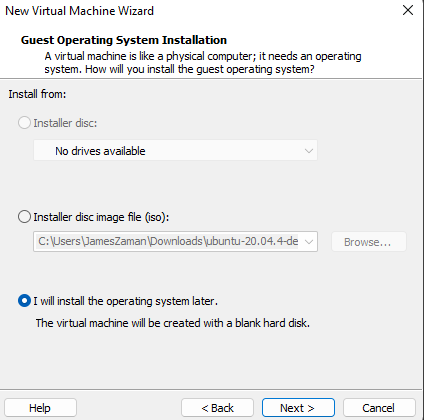 New Virtual Machine Wizard
Guest Operating System Installation
A virtual machine is like a physical computer; it needs an operating
system. How will you install the guest operating system?
Install from:
Installer disc:
No drives available
Installer disc image file (iso):
C:\Users\JamesZaman\Downloads\ubuntu-20.04.4-de
Browse...
I will install the operating system later.
The virtual machine will be created with a blank hard disk.
Help
< Back
Next >
Cancel